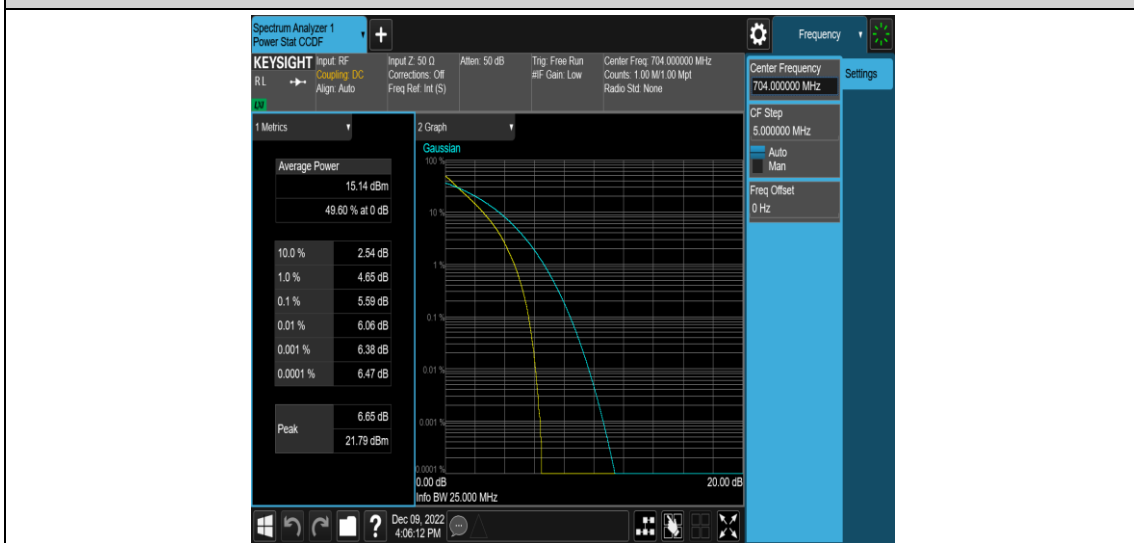 Spectrum Analyzer 1
Power Stat CCDF
+
Frequency
KEYSIGHT
RL
LXI
Input: RF
Coupling: DC
Align: Auto
Input Z: 50 Ω
Corrections: Off
Freq Ref: Int (S)
Atten: 50 dB
Trig: Free Run
#IF Gain: Low
Center Freq: 704.000000 MHz
Counts: 1.00 M/1.00 Mpt
Radio Std: None
Center Frequency
704.000000 MHz
Settings
CF Step
5.000000 MHz
Auto
Man
Freq Offset
0 Hz
1 Metrics
Average Power
15.14 dBm
49.60 % at 0 dB
10.0 % 2.54 dB
1.0 % 4.65 dB
0.1 % 5.59 dB
0.01 % 6.06 dB
0.001 % 6.38 dB
0.0001 % 6.47 dB
Peak
6.65 dB
21.79 dBm
2 Graph
Gaussian
100 %
10 %
1 %
0.1 %
0.01 %
0.001 %
0.0001 %
0.00 dB 20.00 dB
Info BW 25.000 MHz
?
Dec 09, 2022
4:06:12 PM